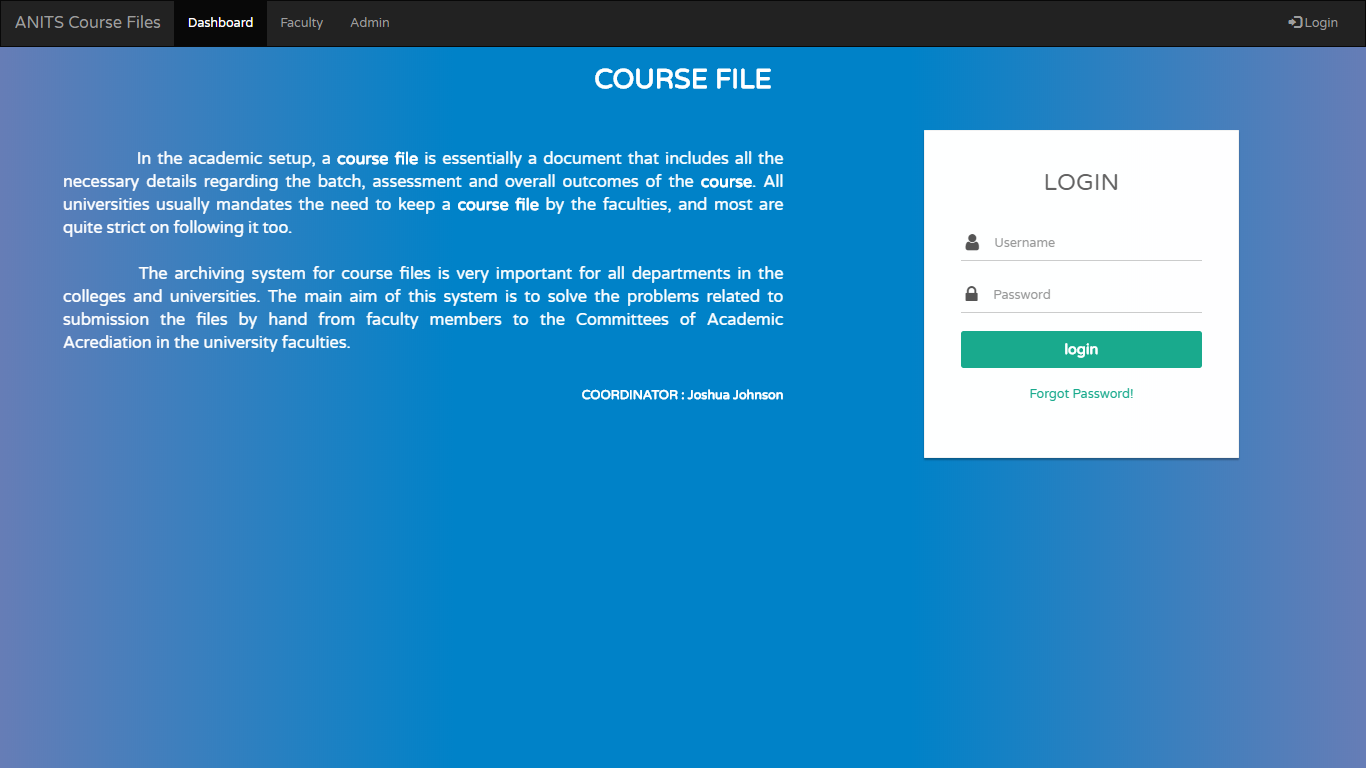 ANITS Course Files Dashboard Faculty Admin Login
COURSE FILE
In the academic setup, a course file is essentially a document that includes all the
necessary details regarding the batch, assessment and overall outcomes of the course. All
universities usually mandates the need to keep a course file by the faculties, and most are
quite strict on following it too.
The archiving system for course files is very important for all departments in the
colleges and universities. The main aim of this system is to solve the problems related to
submission the files by hand from faculty members to the Committees of Academic
Acrediation in the university faculties.
COORDINATOR : Joshua Johnson
LOGIN
Username
Password
login
Forgot Password!